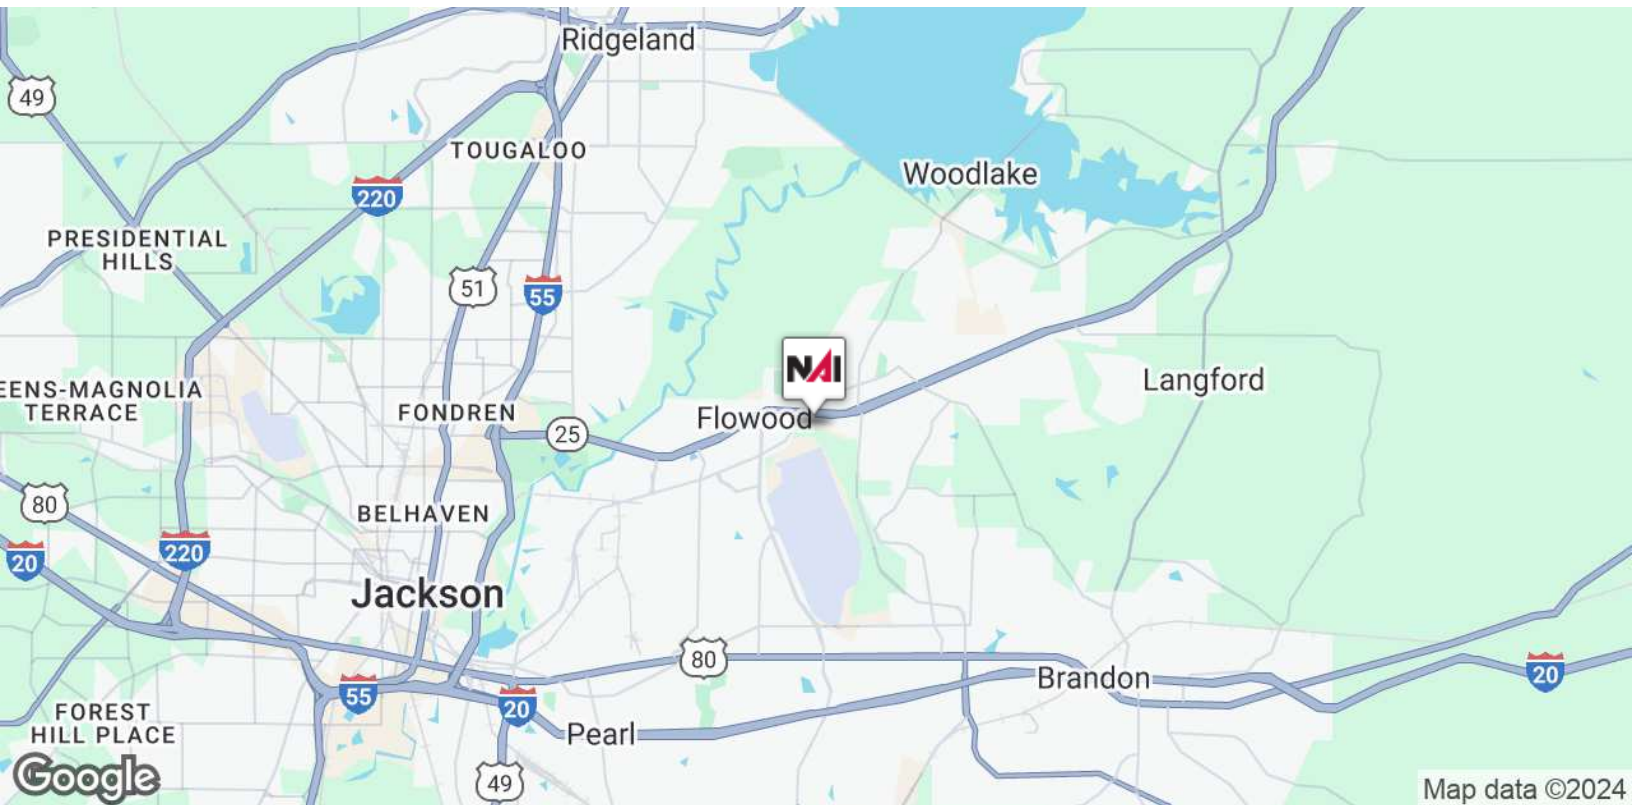 Ridgeland
49
TOUGALOO
Woodlake
220
PRESIDENTIAL
HILLS
51
55
NAI
EENS-MAGNOLIA
TERRACE
Langford
FONDREN
Flowood
25
80
BELHAVEN
220
20
Jackson
80
Brandon
20
55
20
FOREST
HILL PLACE
Pearl
49
Google
Map data ©2024